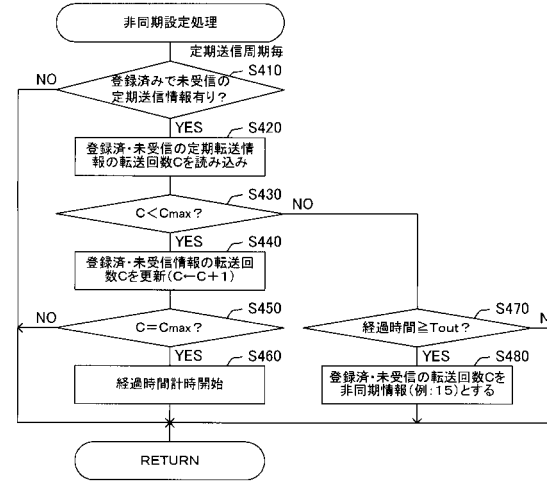 非同期設定処理
定期送信周期毎
S410
NO
登録済みで未受信の
定期送信情報有り?
YES
S420
登録済・未受信の定期転送情
報の転送回数Cを読み込み
S430
C<Cmax?
NO
YES
S440
登録済・未受信情報の転送回
数Cを更新(C←C+1)
S450
NO
C=Cmax?
YES
S460
経過時間計時開始
S470
経過時間≧Tout?
YES
S480
登録済・未受信の転送回数Cを
非同期情報(例:15)とする
RETURN